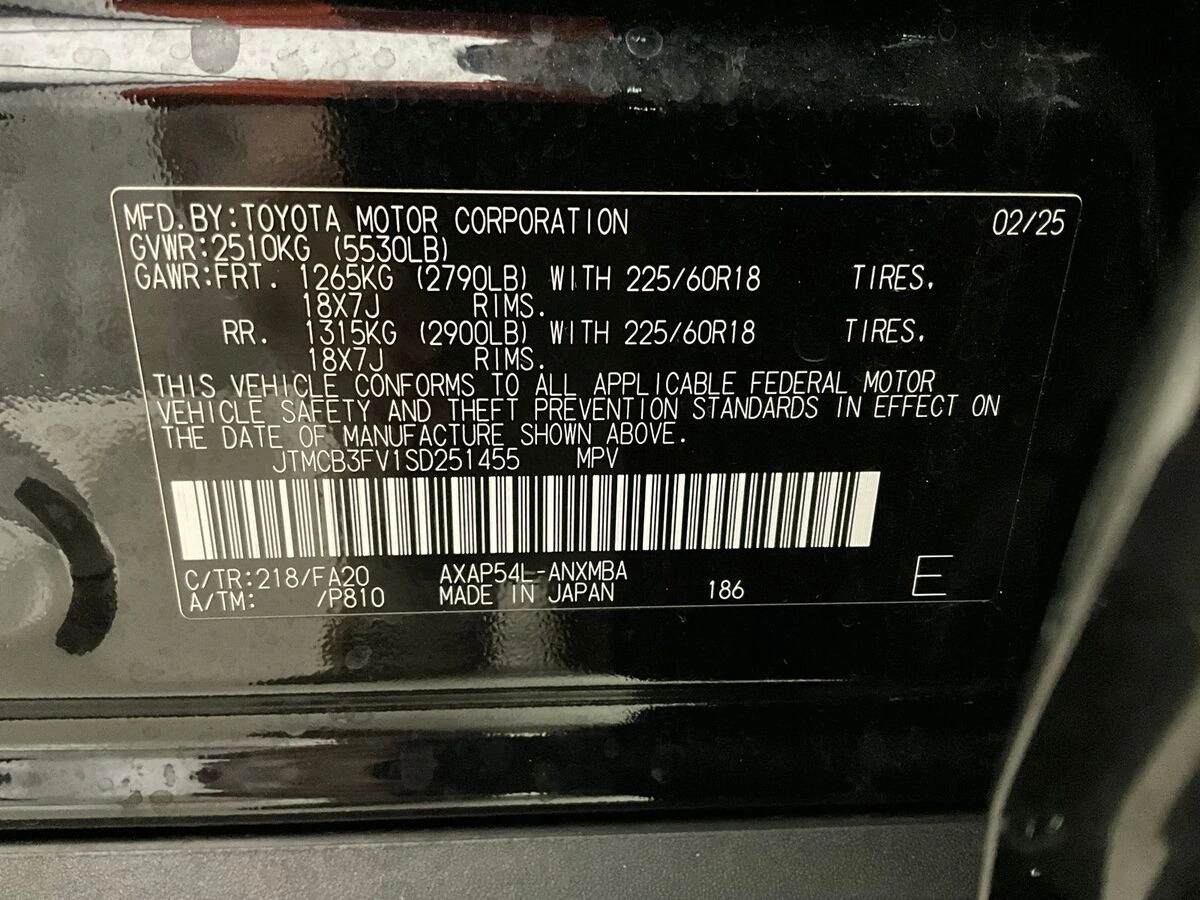 MFD.BY:TOYOTA MOTOR CORPORATION 02/25
GVWR:2510KG (5530LB)
GAWR:FRT. 1265KG (2790LB) WITH 225/60R18 TIRES.
18X7J RIMS.
RR. 1315KG (2900LB) WITH 225/60R18 TIRES.
18X7J RIMS.
THIS VEHICLE CONFORMS TO ALL APPLICABLE FEDERAL MOTOR
VEHICLE SAFETY AND THEFT PREVENTION STANDARDS IN EFFECT ON
THE DATE OF MANUFACTURE SHOWN ABOVE.
JTMCB3FV1SD251455 MPV
C/TR:218/FA20 AXAP54L-ANXMBA
A/TM: /P810 MADE IN JAPAN 186 E